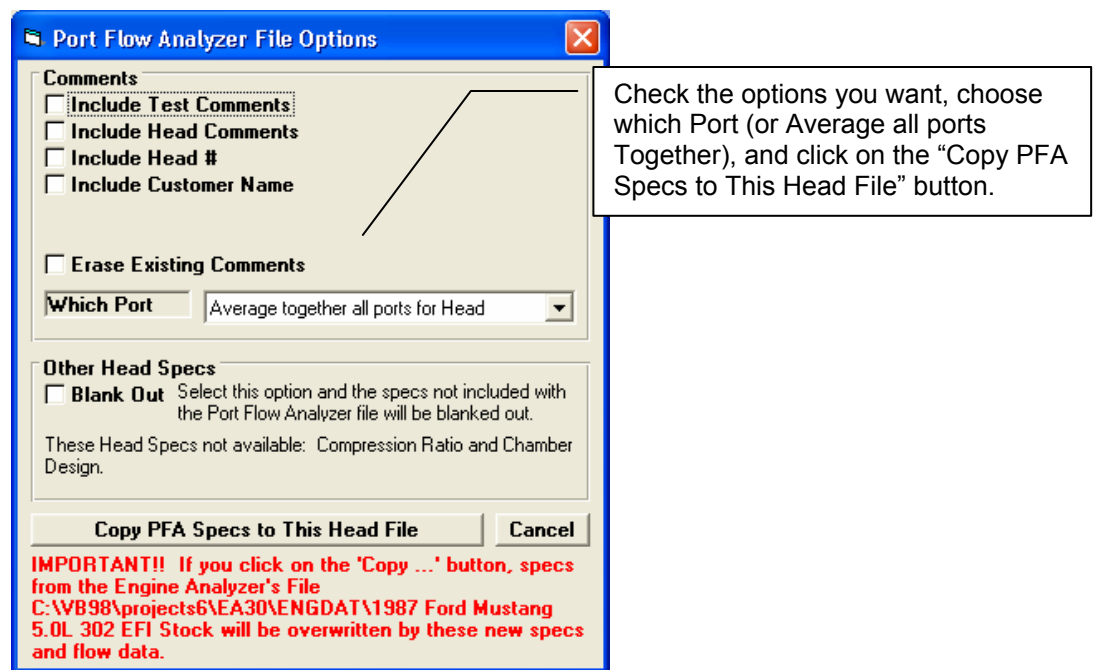 Port Flow Analyzer File Options
Comments
Include Test Comments
Include Head Comments
Include Head #
Include Customer Name
Erase Existing Comments
Which Port
Average together all ports for Head
Other Head Specs
Blank Out
Select this option and the specs not included with
the Port Flow Analyzer file will be blanked out.
These Head Specs not available:  Compression Ratio and Chamber
Design.
Copy PFA Specs to This Head File
Cancel
IMPORTANT!!  If you click on the 'Copy ...' button, specs
from the Engine Analyzer's File
C:\VB98\projects6\EA30\ENGDAT\1987 Ford Mustang
5.0L 302 EFI Stock will be overwritten by these new specs
and flow data.
Check the options you want, choose
which Port (or Average all ports
Together), and click on the “Copy PFA
Specs to This Head File” button.